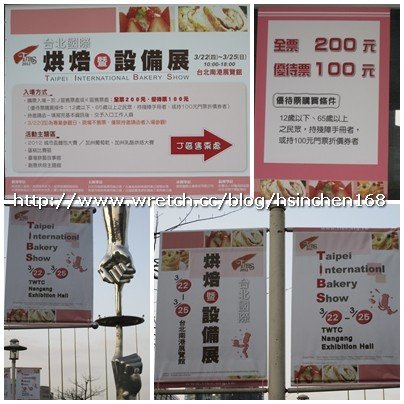 台北國際
烘焙暨設備展
TAIPEI INTERNATIONAL BAKERY SHOW
3/22(四)~3/25(日)
10:00-18:00
台北南港展覽館
入場方式
活動主題區
J區售票處
全票 200 元
優待票 100 元
優待票購買條件
12歲以下、65歲以上
之民眾，持殘障手冊者，
或持100元門票折價券者
http://www.wretch.cc/blog/hsinchen168
Taipei
International
Bakery
Show
3/22-3/25
TWTC
Nangang
Exhibition Hall
台北國際
烘焙暨設備展
3/22-3/25
台北南港展覽館
Taipei
International
Bakery
Show
3/22-3/25
TWTC
Nangang
Exhibition Hall